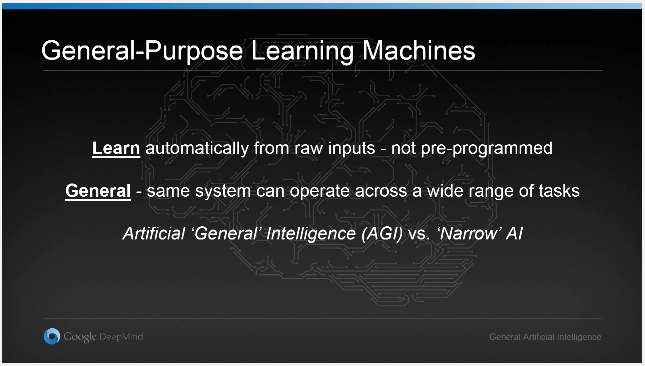 General-Purpose Learning Machines
Learn automatically from raw inputs - not pre-programmed
General - same system can operate across a wide range of tasks
Artificial ‘General’ Intelligence (AGI) vs. ‘Narrow’ AI
Google DeepMind
General Artificial Intelligence